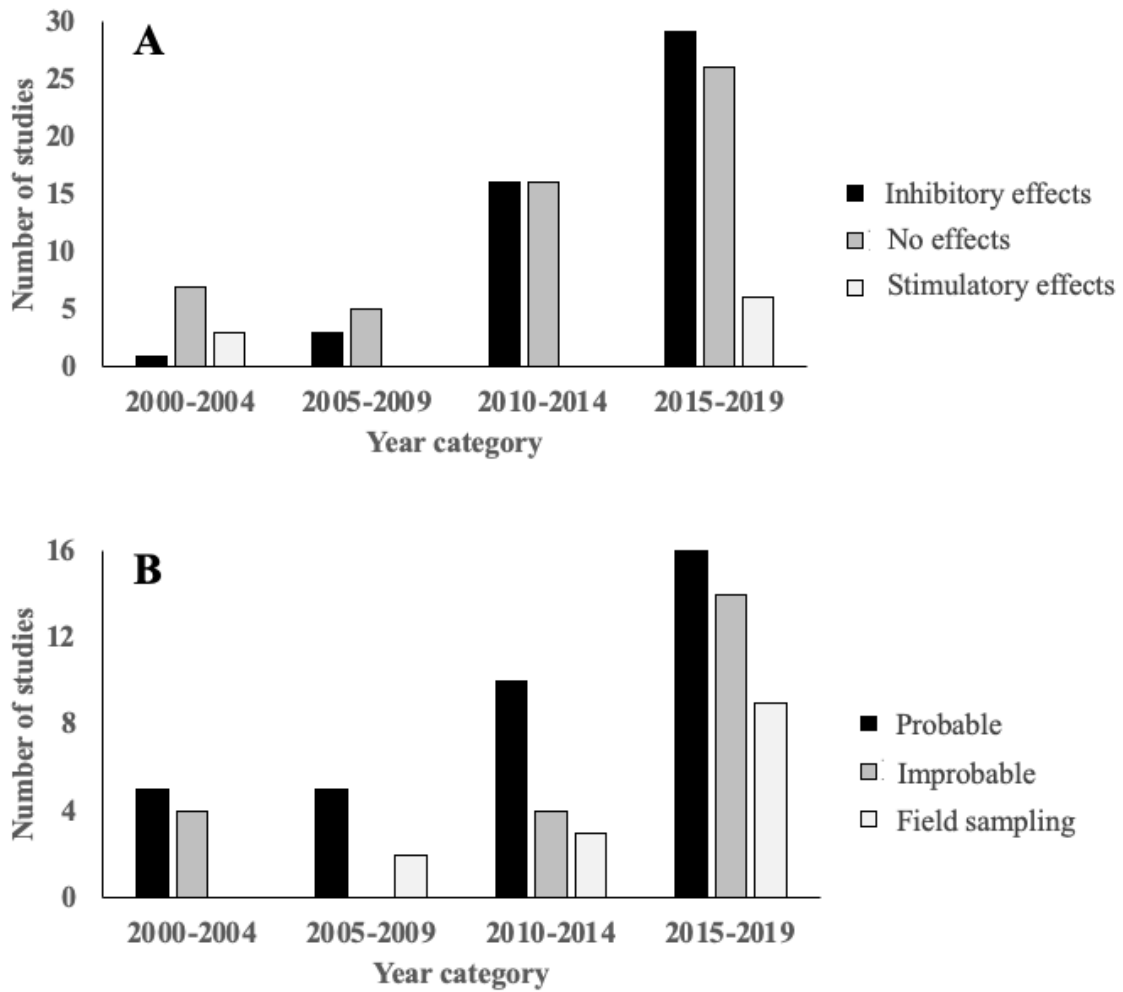 A
Number of studies
30
25
20
15
10
5
0
2000-2004 2005-2009 2010-2014 2015-2019
Year category
Inhibitory effects
No effects
Stimulatory effects
B
Number of studies
16
12
8
4
0
2000-2004 2005-2009 2010-2014 2015-2019
Year category
Probable
Improbable
Field sampling